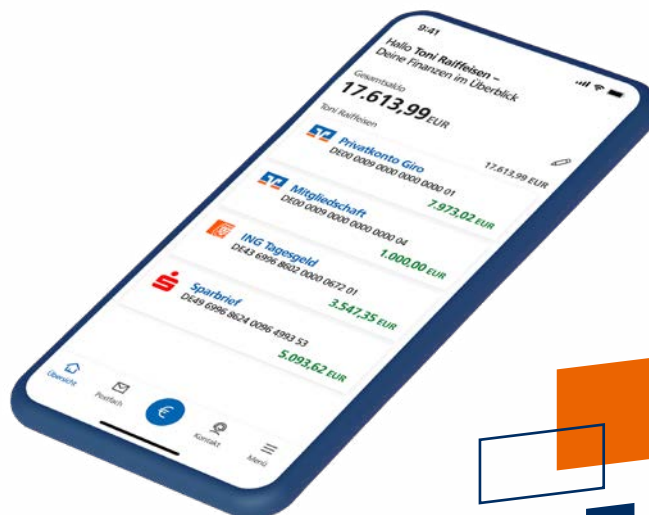 9:41
Hallo Toni Raiffeisen –
Deine Finanzen im Überblick
Gesamtsaldo
17.613,99 EUR
Toni Raiffeisen
17.613,99 EUR
Privatkonto Giro
DE00 0009 0000 0000 0000 01
7.973,02 EUR
Mitgliedschaft
DE00 0009 0000 0000 0000 04
1.000,00 EUR
ING Tagesgeld
DE43 6996 8602 0000 0672 01
3.547,35 EUR
Sparbrief
DE49 6996 8624 0096 4993 53
5.093,62 EUR
Übersicht
Postfach
€
Kontakt
Menü